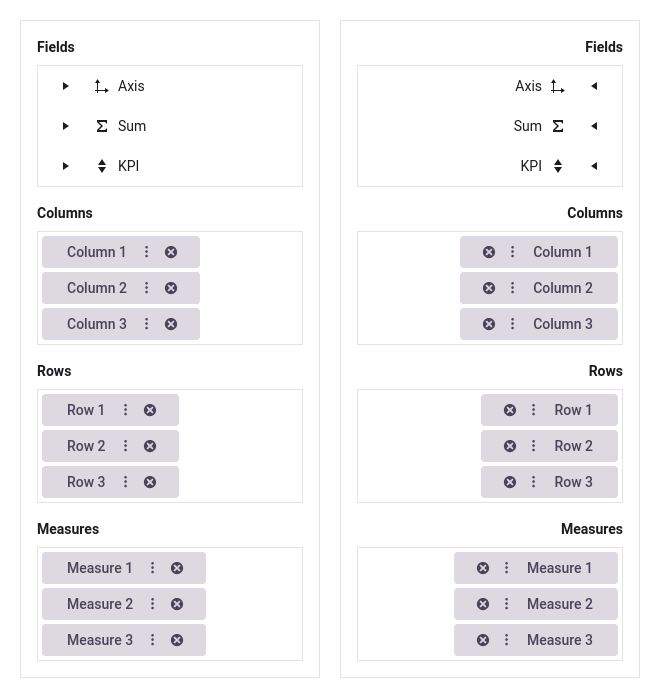 Fields
Axis
Sum
KPI
Columns
Column 1
Column 2
Column 3
Rows
Row 1
Row 2
Row 3
Measures
Measure 1
Measure 2
Measure 3
Fields
Axis
Sum
KPI
Columns
Column 1
Column 2
Column 3
Rows
Row 1
Row 2
Row 3
Measures
Measure 1
Measure 2
Measure 3